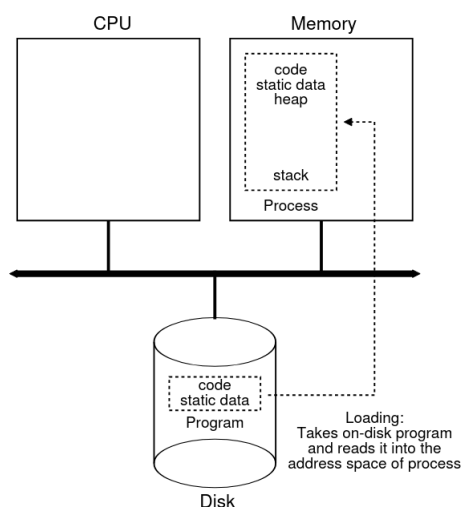 CPU
Memory
code
static data
heap
stack
Process
code
static data
Program
Loading:
Takes on-disk program
and reads it into the
address space of process
Disk